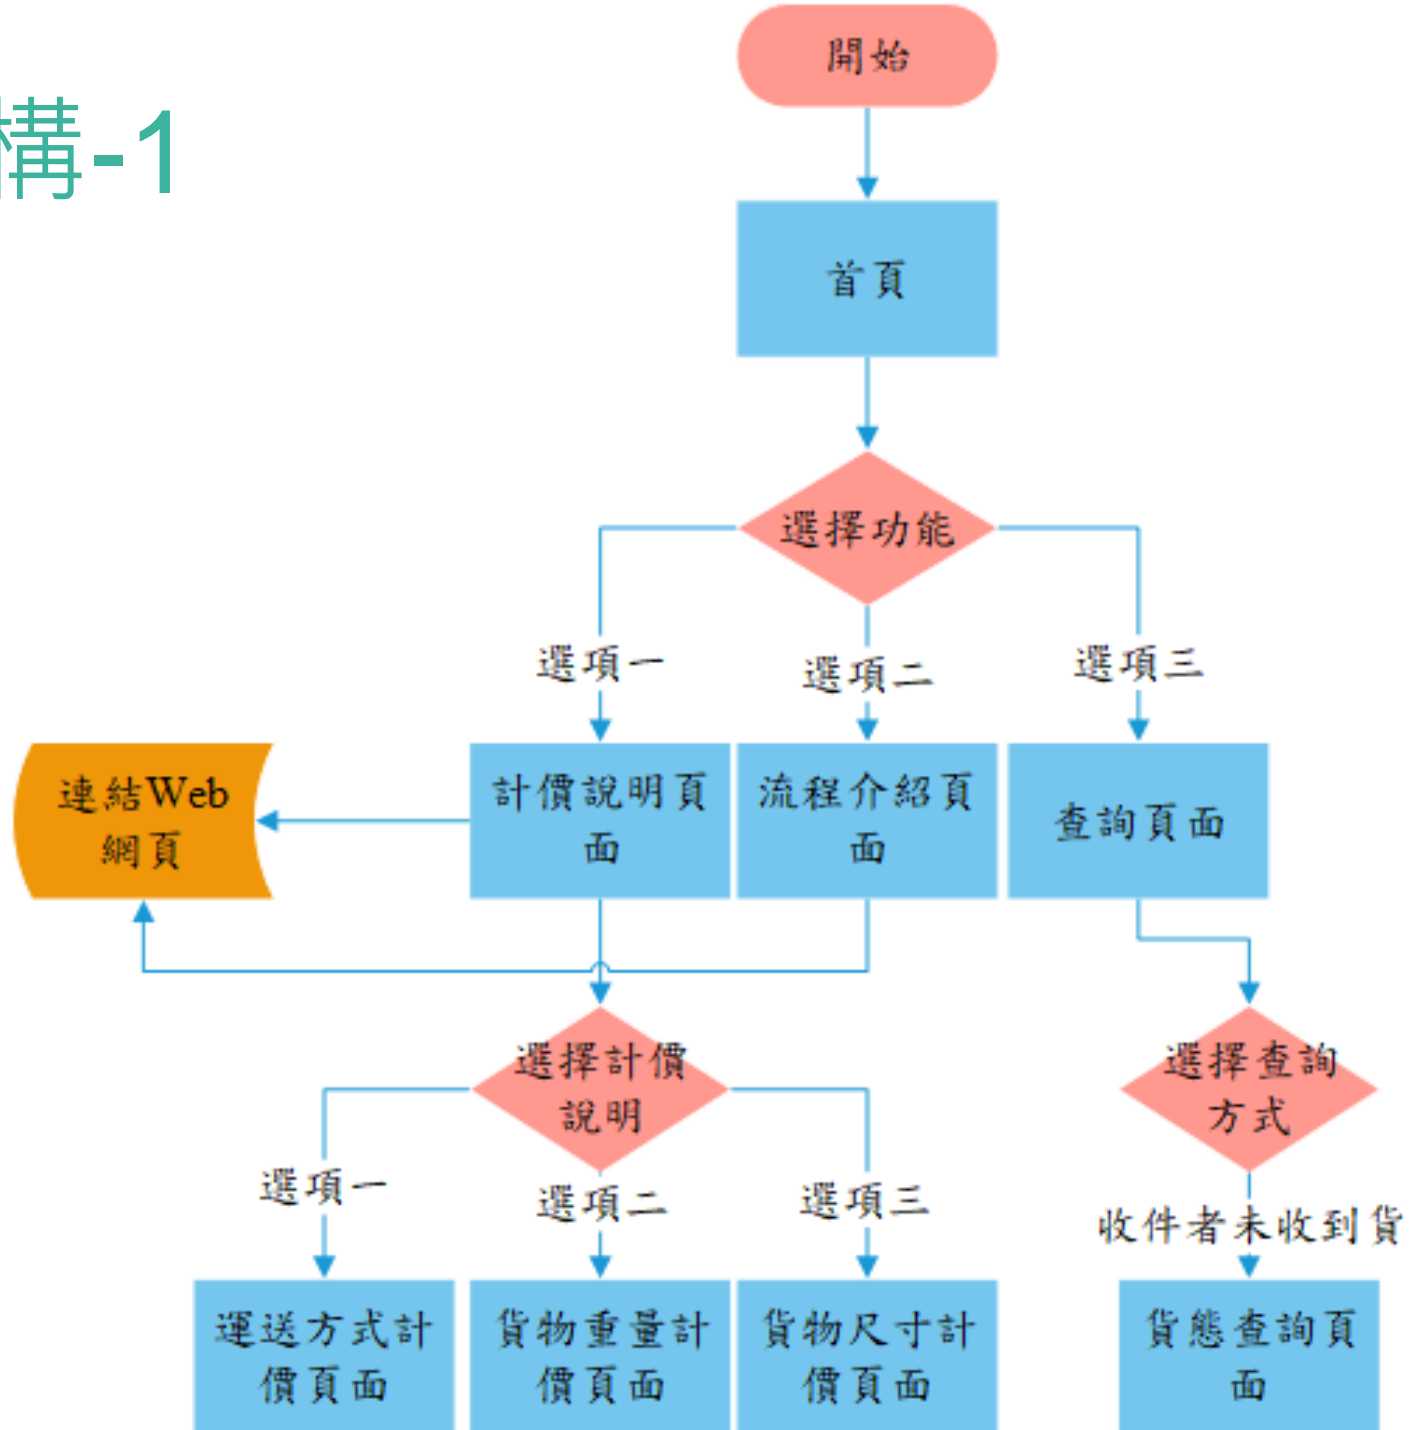 構-1
開始
首頁
選擇功能
選項一
選項二
選項三
連結Web
網頁
計價說明頁
面
流程介紹頁
面
查詢頁面
選擇計價
說明
選擇查詢
方式
選項一
選項二
選項三
收件者未收到貨
運送方式計
價頁面
貨物重量計
價頁面
貨物尺寸計
價頁面
貨態查詢頁
面